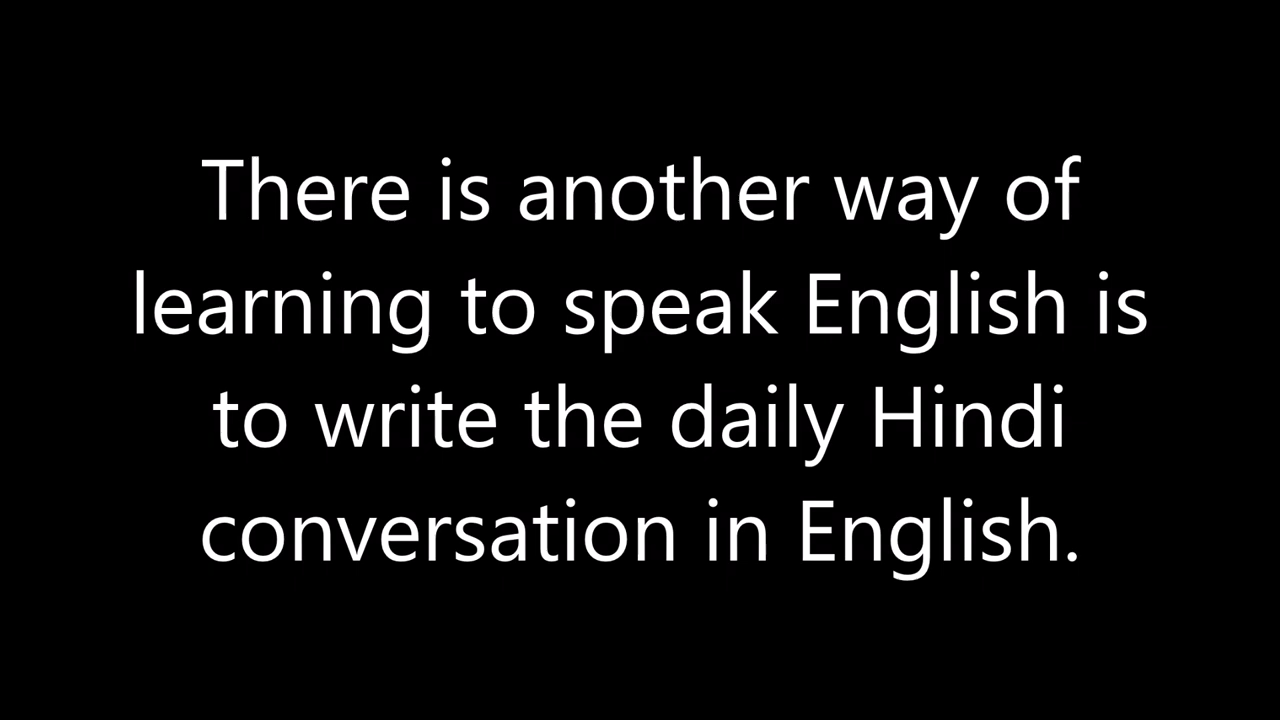 There is another way of
learning to speak English is
to write the daily Hindi
conversation in English.